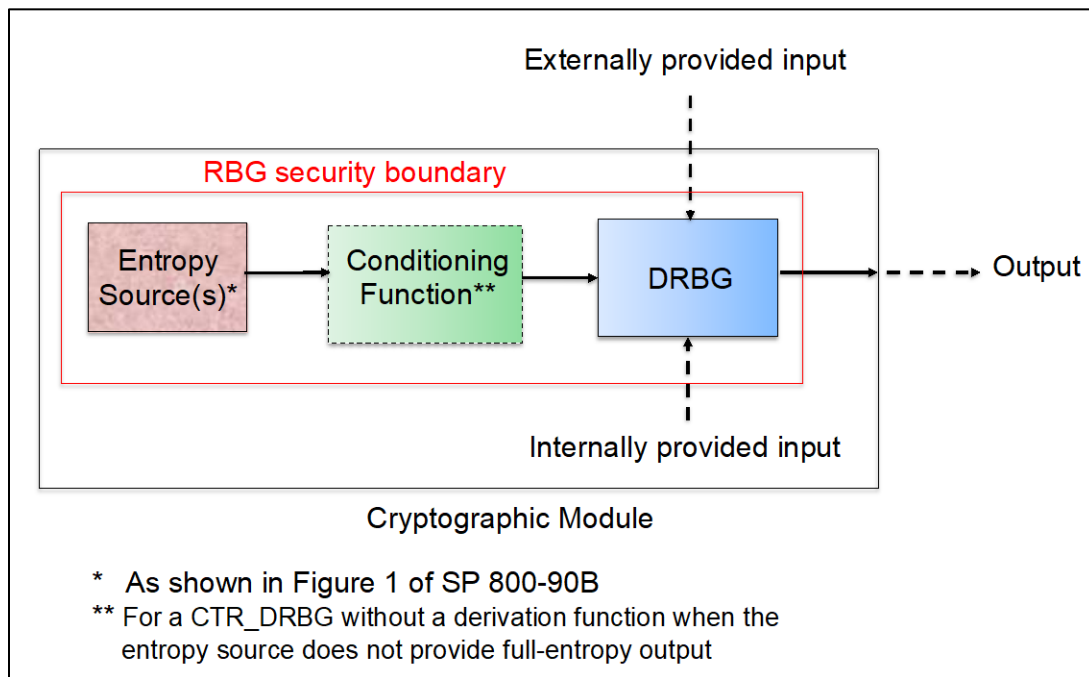 Externally provided input
RBG security boundary
Entropy
Source(s)*
Conditioning
Function**
DRBG
Output
Internally provided input
Cryptographic Module
* As shown in Figure 1 of SP 800-90B
** For a CTR_DRBG without a derivation function when the
entropy source does not provide full-entropy output